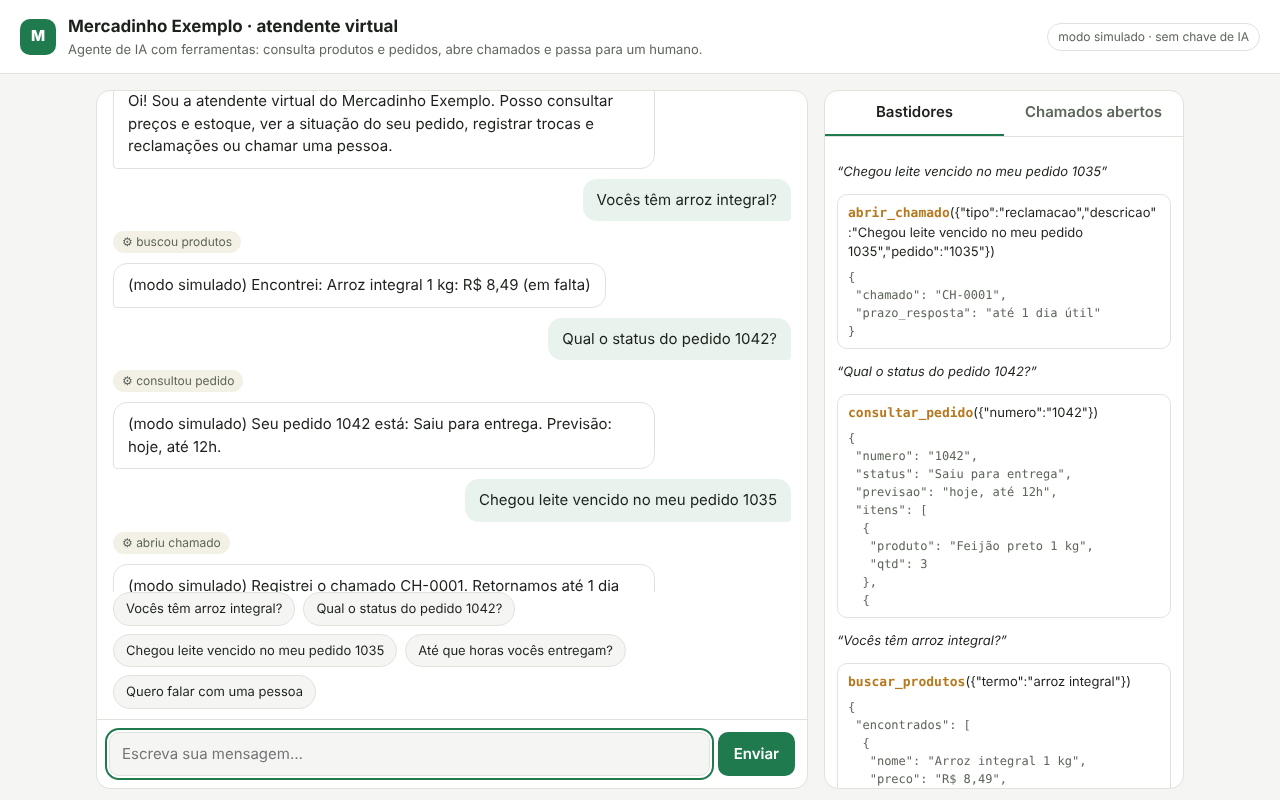 M
Mercadinho Exemplo · atendente virtual
Agente de IA com ferramentas: consulta produtos e pedidos, abre chamados e passa para um humano.
modo simulado · sem chave de IA
Oi! Sou a atendente virtual do Mercadinho Exemplo. Posso consultar
preços e estoque, ver a situação do seu pedido, registrar trocas e
reclamações ou chamar uma pessoa.
Vocês têm arroz integral?
⚙ buscou produtos
(modo simulado) Encontrei: Arroz integral 1 kg: R$ 8,49 (em falta)
Qual o status do pedido 1042?
⚙ consultou pedido
(modo simulado) Seu pedido 1042 está: Saiu para entrega. Previsão:
hoje, até 12h.
Chegou leite vencido no meu pedido 1035
⚙ abriu chamado
(modo simulado) Registrei o chamado CH-0001. Retornamos até 1 dia
Vocês têm arroz integral?
Qual o status do pedido 1042?
Chegou leite vencido no meu pedido 1035
Até que horas vocês entregam?
Quero falar com uma pessoa
Escreva sua mensagem...
Enviar
Bastidores
Chamados abertos
“Chegou leite vencido no meu pedido 1035”
abrir_chamado({"tipo":"reclamacao","descricao"
:"Chegou leite vencido no meu pedido
1035","pedido":"1035"})
{
"chamado": "CH-0001",
"prazo_resposta": "até 1 dia útil"
}
“Qual o status do pedido 1042?”
consultar_pedido({"numero":"1042"})
{
"numero": "1042",
"status": "Saiu para entrega",
"previsao": "hoje, até 12h",
"itens": [
{
"produto": "Feijão preto 1 kg",
"qtd": 3
},
{
“Vocês têm arroz integral?”
buscar_produtos({"termo":"arroz integral"})
{
"encontrados": [
{
"nome": "Arroz integral 1 kg",
"preco": "R$ 8,49",